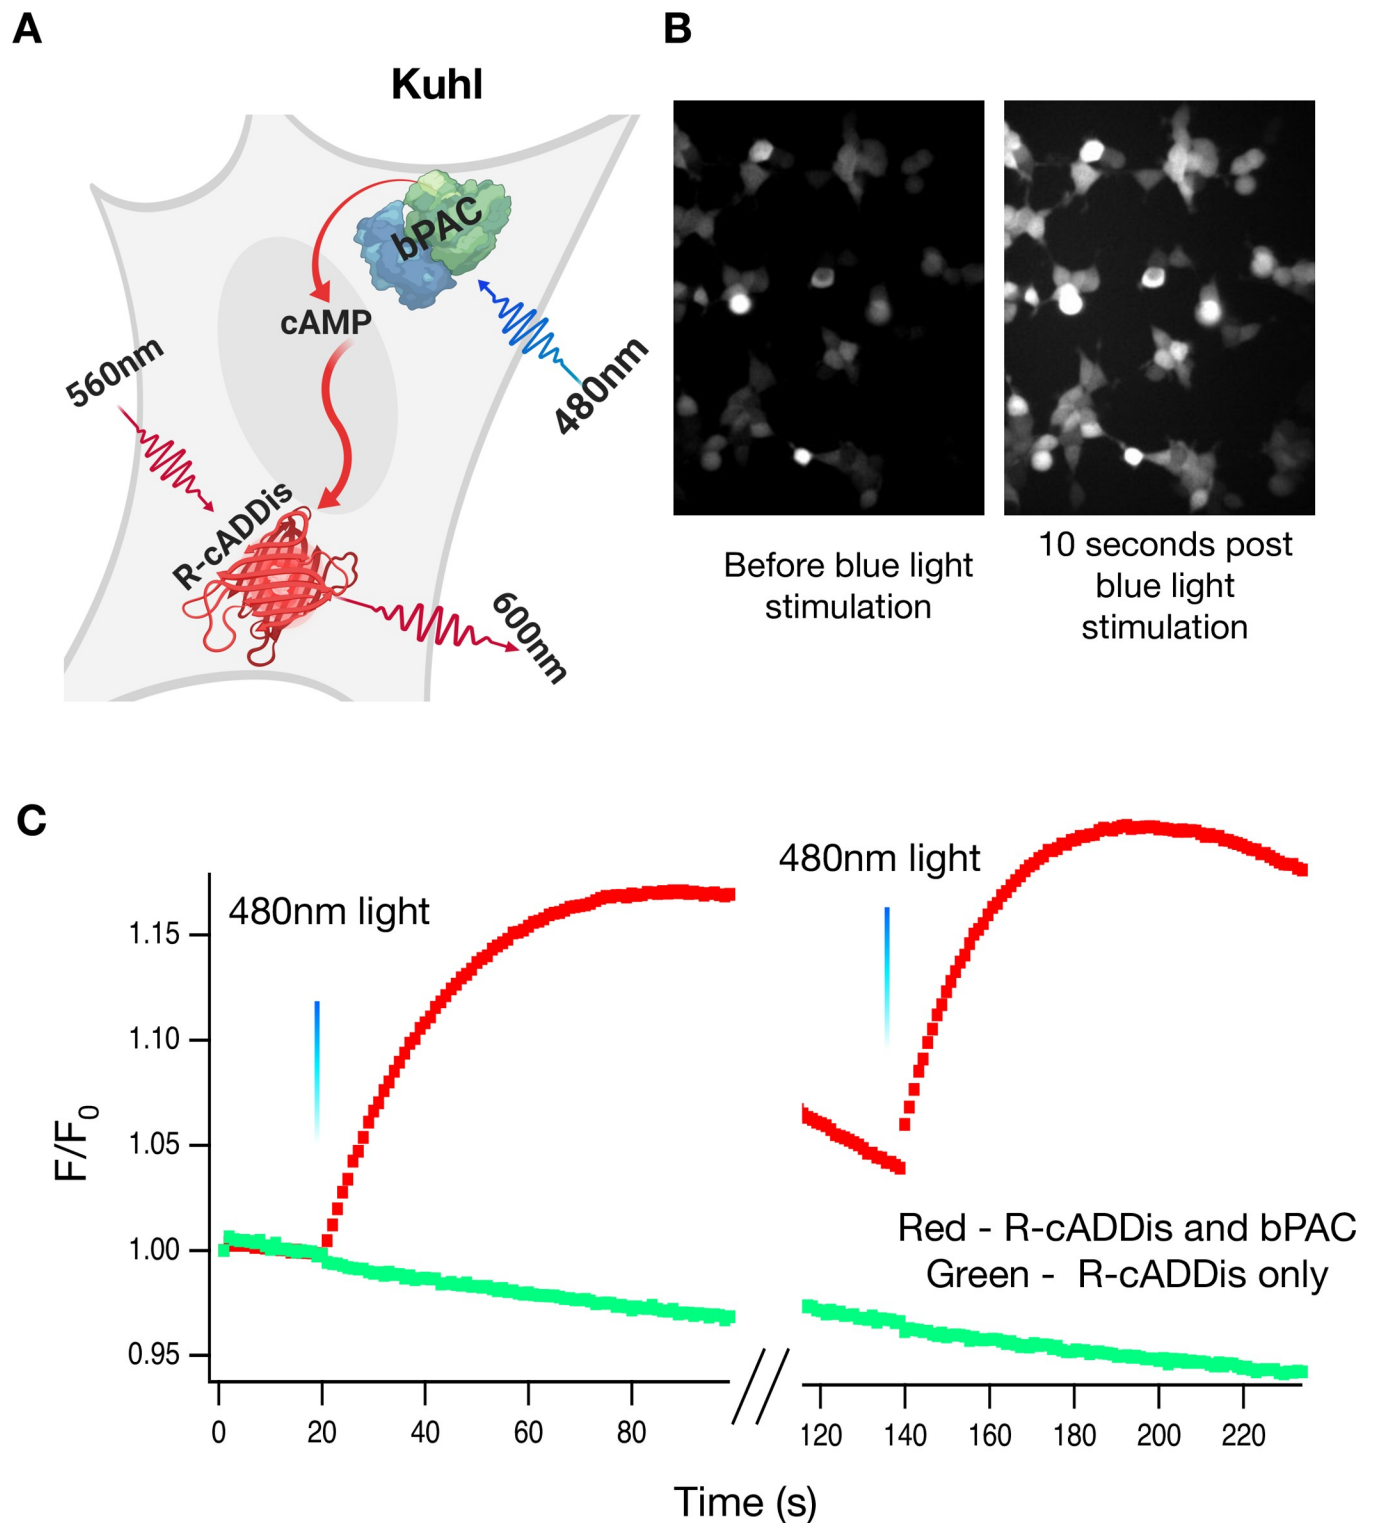 A
Kuhl
bPAC
cAMP
560nm
480nm
R-cADDis
600nm
B
Before blue light
stimulation
10 seconds post
blue light
stimulation
C
480nm light
480nm light
1.15
1.10
1.05
1.00
0.95
F/F0
Red - R-cADDis and bPAC
Green - R-cADDis only
0 20 40 60 80 120 140 160 180 200 220
Time (s)